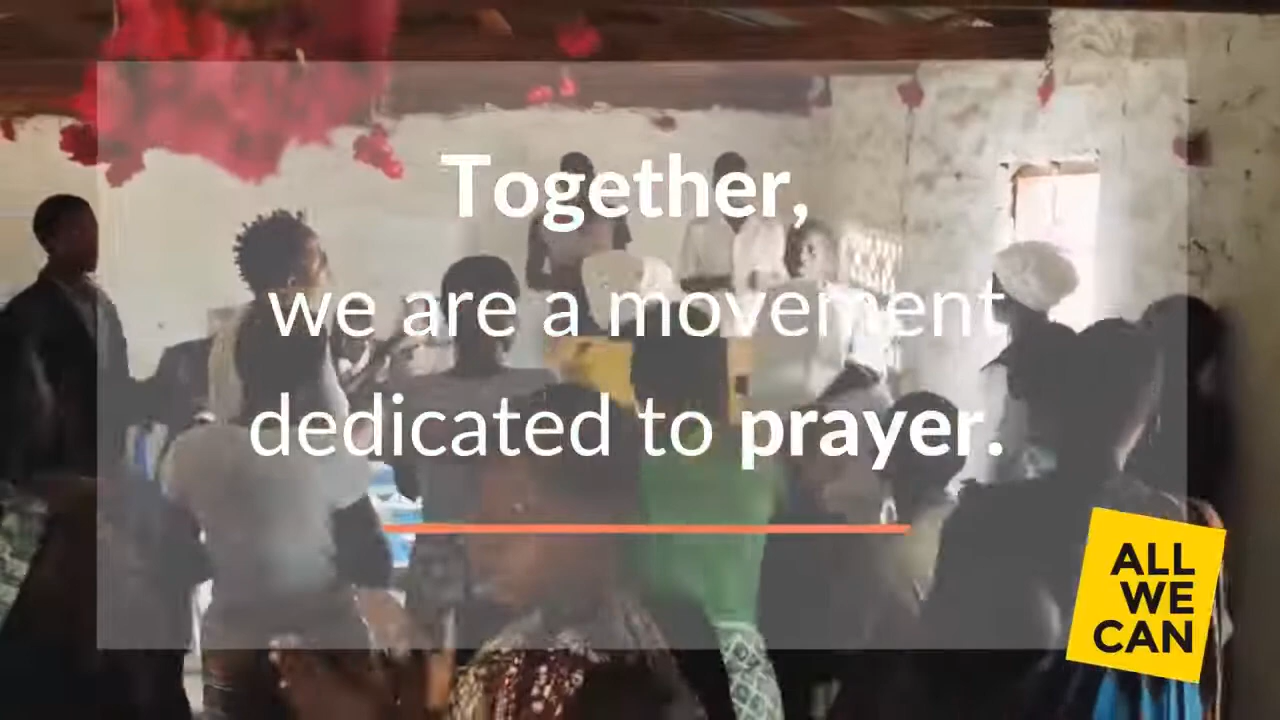 Together,
we are a movement
dedicated to prayer.
ALL
WE
CAN